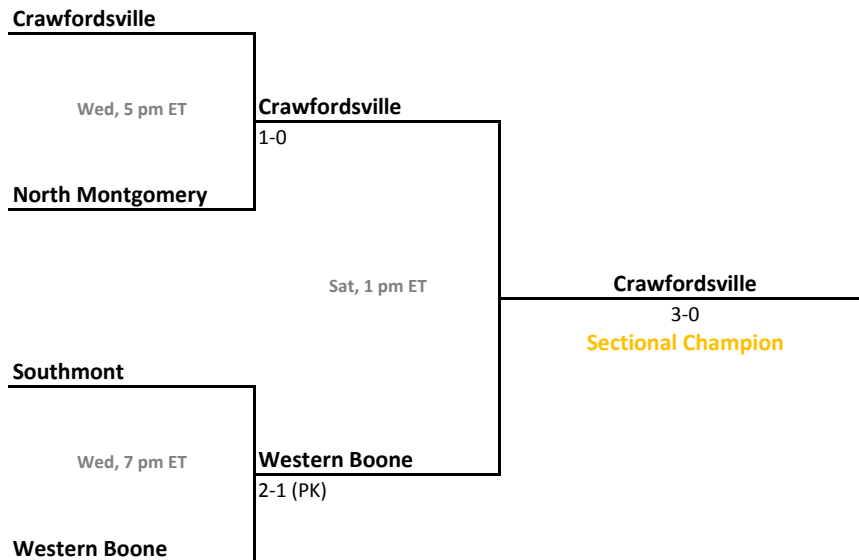 Crawfordsville
Wed, 5 pm ET
Crawfordsville
1-0
North Montgomery
Sat, 1 pm ET
Crawfordsville
3-0
Sectional Champion
Southmont
Wed, 7 pm ET
Western Boone
2-1 (PK)
Western Boone